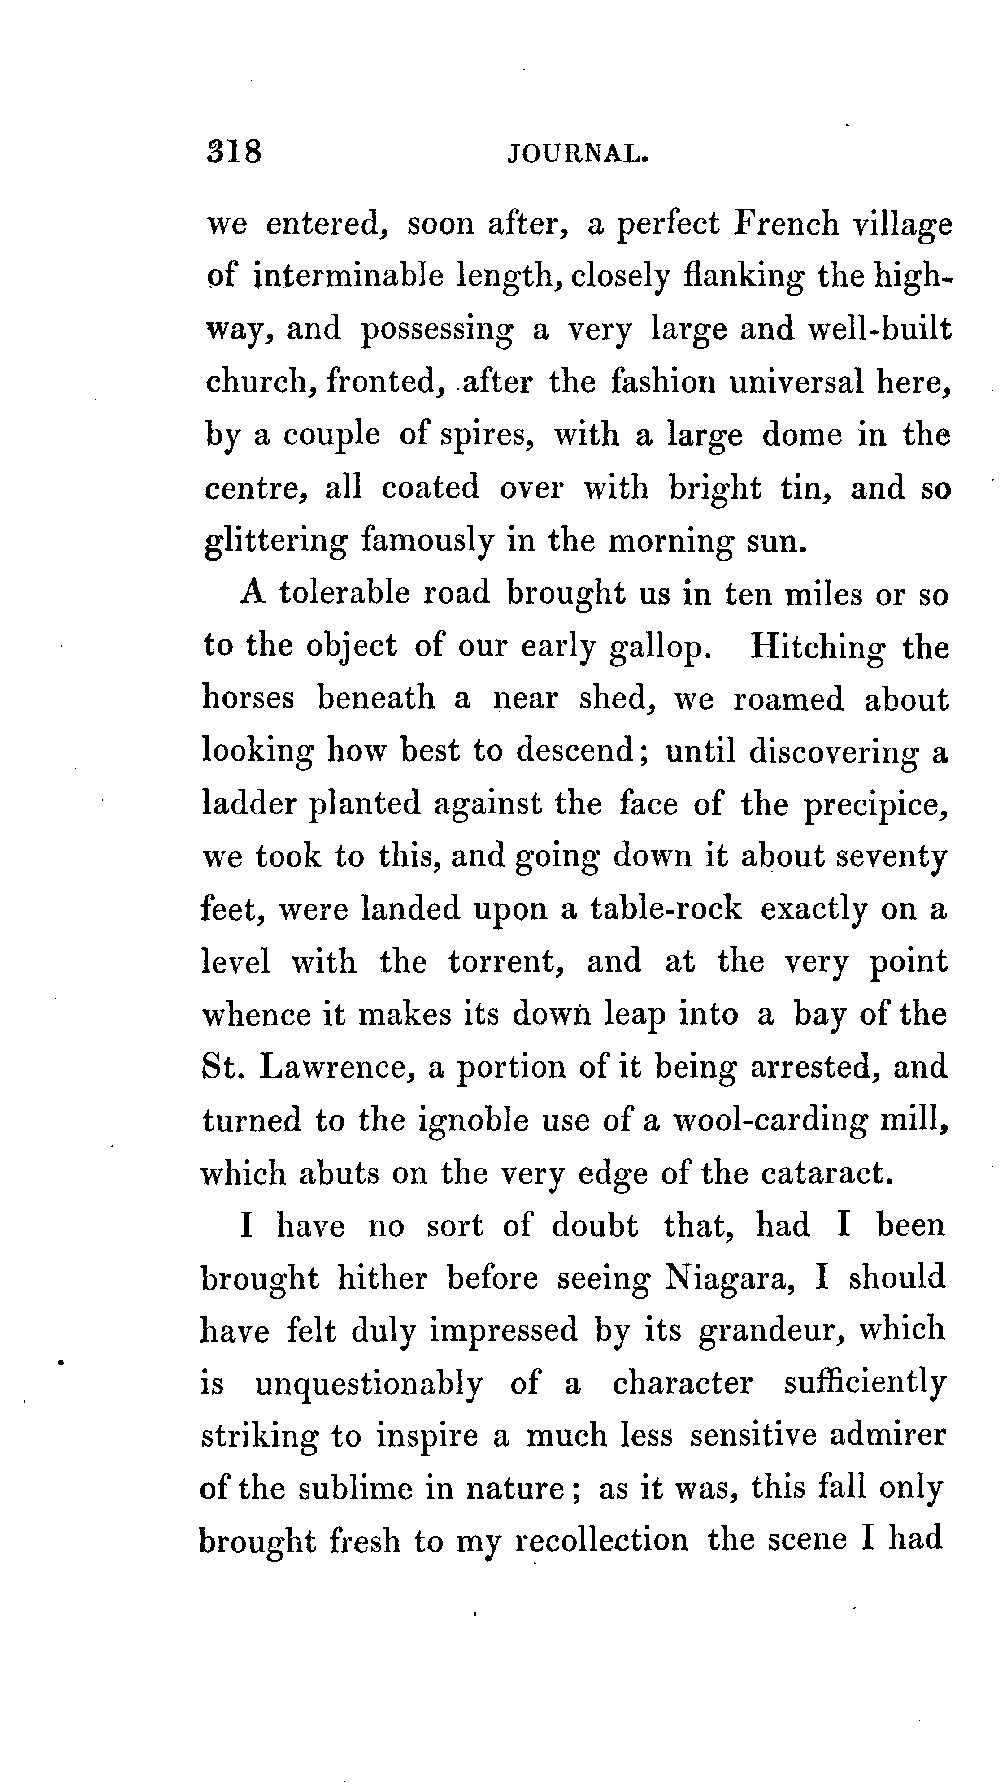 318 JOURNAL.
we entered, soon after, a perfect French village
of interminable length, closely flanking the high-
way, and possessing a very large and well-built
church, fronted, after the fashion universal here,
by a couple of spires, with a large dome in the
centre, all coated over with bright tin, and so
glittering famously in the morning sun.
A tolerable road brought us in ten miles or so
to the object of our early gallop. Hitching the
horses beneath a near shed, we roamed about
looking how best to descend; until discovering a
ladder planted against the face of the precipice,
we took to this, and going down it about seventy
feet, were landed upon a table-rock exactly on a
level with the torrent, and at the very point
whence it makes its down leap into a bay of the
St. Lawrence, a portion of it being arrested, and
turned to the ignoble use of a wool-carding mill,
which abuts on the very edge of the cataract.
I have no sort of doubt that, had I been
brought hither before seeing Niagara, I should
have felt duly impressed by its grandeur, which
is unquestionably of a character sufficiently
striking to inspire a much less sensitive admirer
of the sublime in nature; as it was, this fall only
brought fresh to my recollection the scene I had